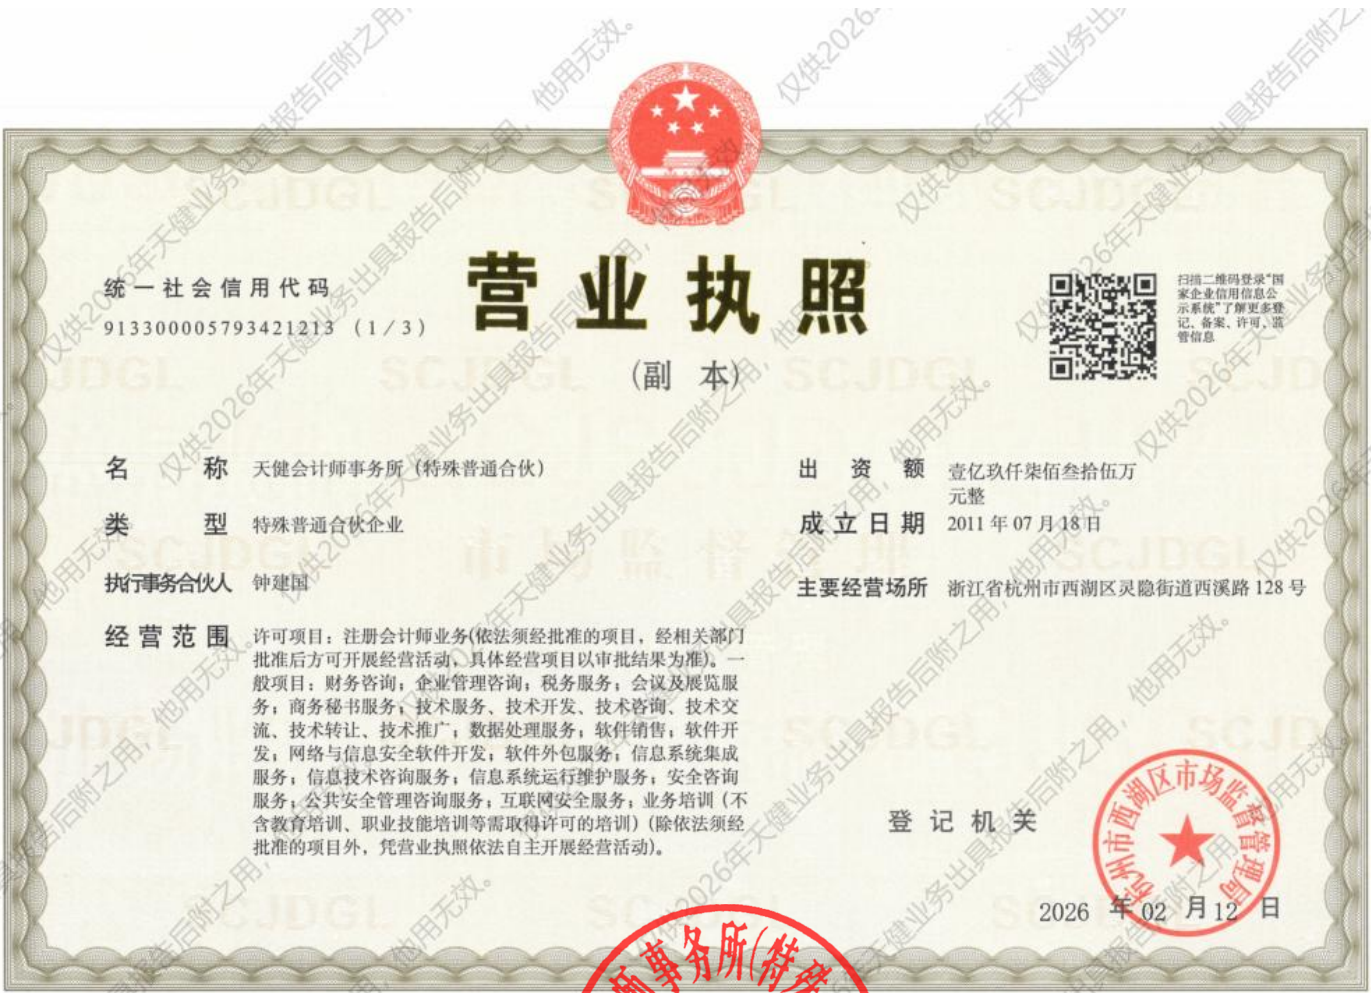 营业执照
(副 本)
统一社会信用代码
913300005793421213 (1/3)
扫描二维码登录“国
家企业信用信息公
示系统”了解更多登
记、备案、许可、监
管信息
名 称 天健会计师事务所（特殊普通合伙）
类 型 特殊普通合伙企业
执行事务合伙人 钟建国
经营范围 许可项目：注册会计师业务(依法须经批准的项目，经相关部门
批准后方可开展经营活动，具体经营项目以审批结果为准)。一
般项目：财务咨询；企业管理咨询；税务服务；会议及展览服
务；商务秘书服务；技术服务、技术开发、技术咨询、技术交
流、技术转让、技术推广；数据处理服务；软件销售；软件开
发；网络与信息安全软件开发；软件外包服务；信息系统集成
服务；信息技术咨询服务；信息系统运行维护服务；安全咨询
服务；公共安全管理咨询服务；互联网安全服务；业务培训（不
含教育培训、职业技能培训等需取得许可的培训）(除依法须经
批准的项目外，凭营业执照依法自主开展经营活动)。
出 资 额 壹亿玖仟柒佰叁拾伍万
元整
成立日期 2011 年 07 月 18 日
主要经营场所 浙江省杭州市西湖区灵隐街道西溪路 128 号
登记机关
杭州市西湖区市场监督管理局
2026 年 02 月 12 日
师事务所(特殊
仅供2026年天健业务出具报告后附之用，他用无效。
SCJDGL
市场监督管理